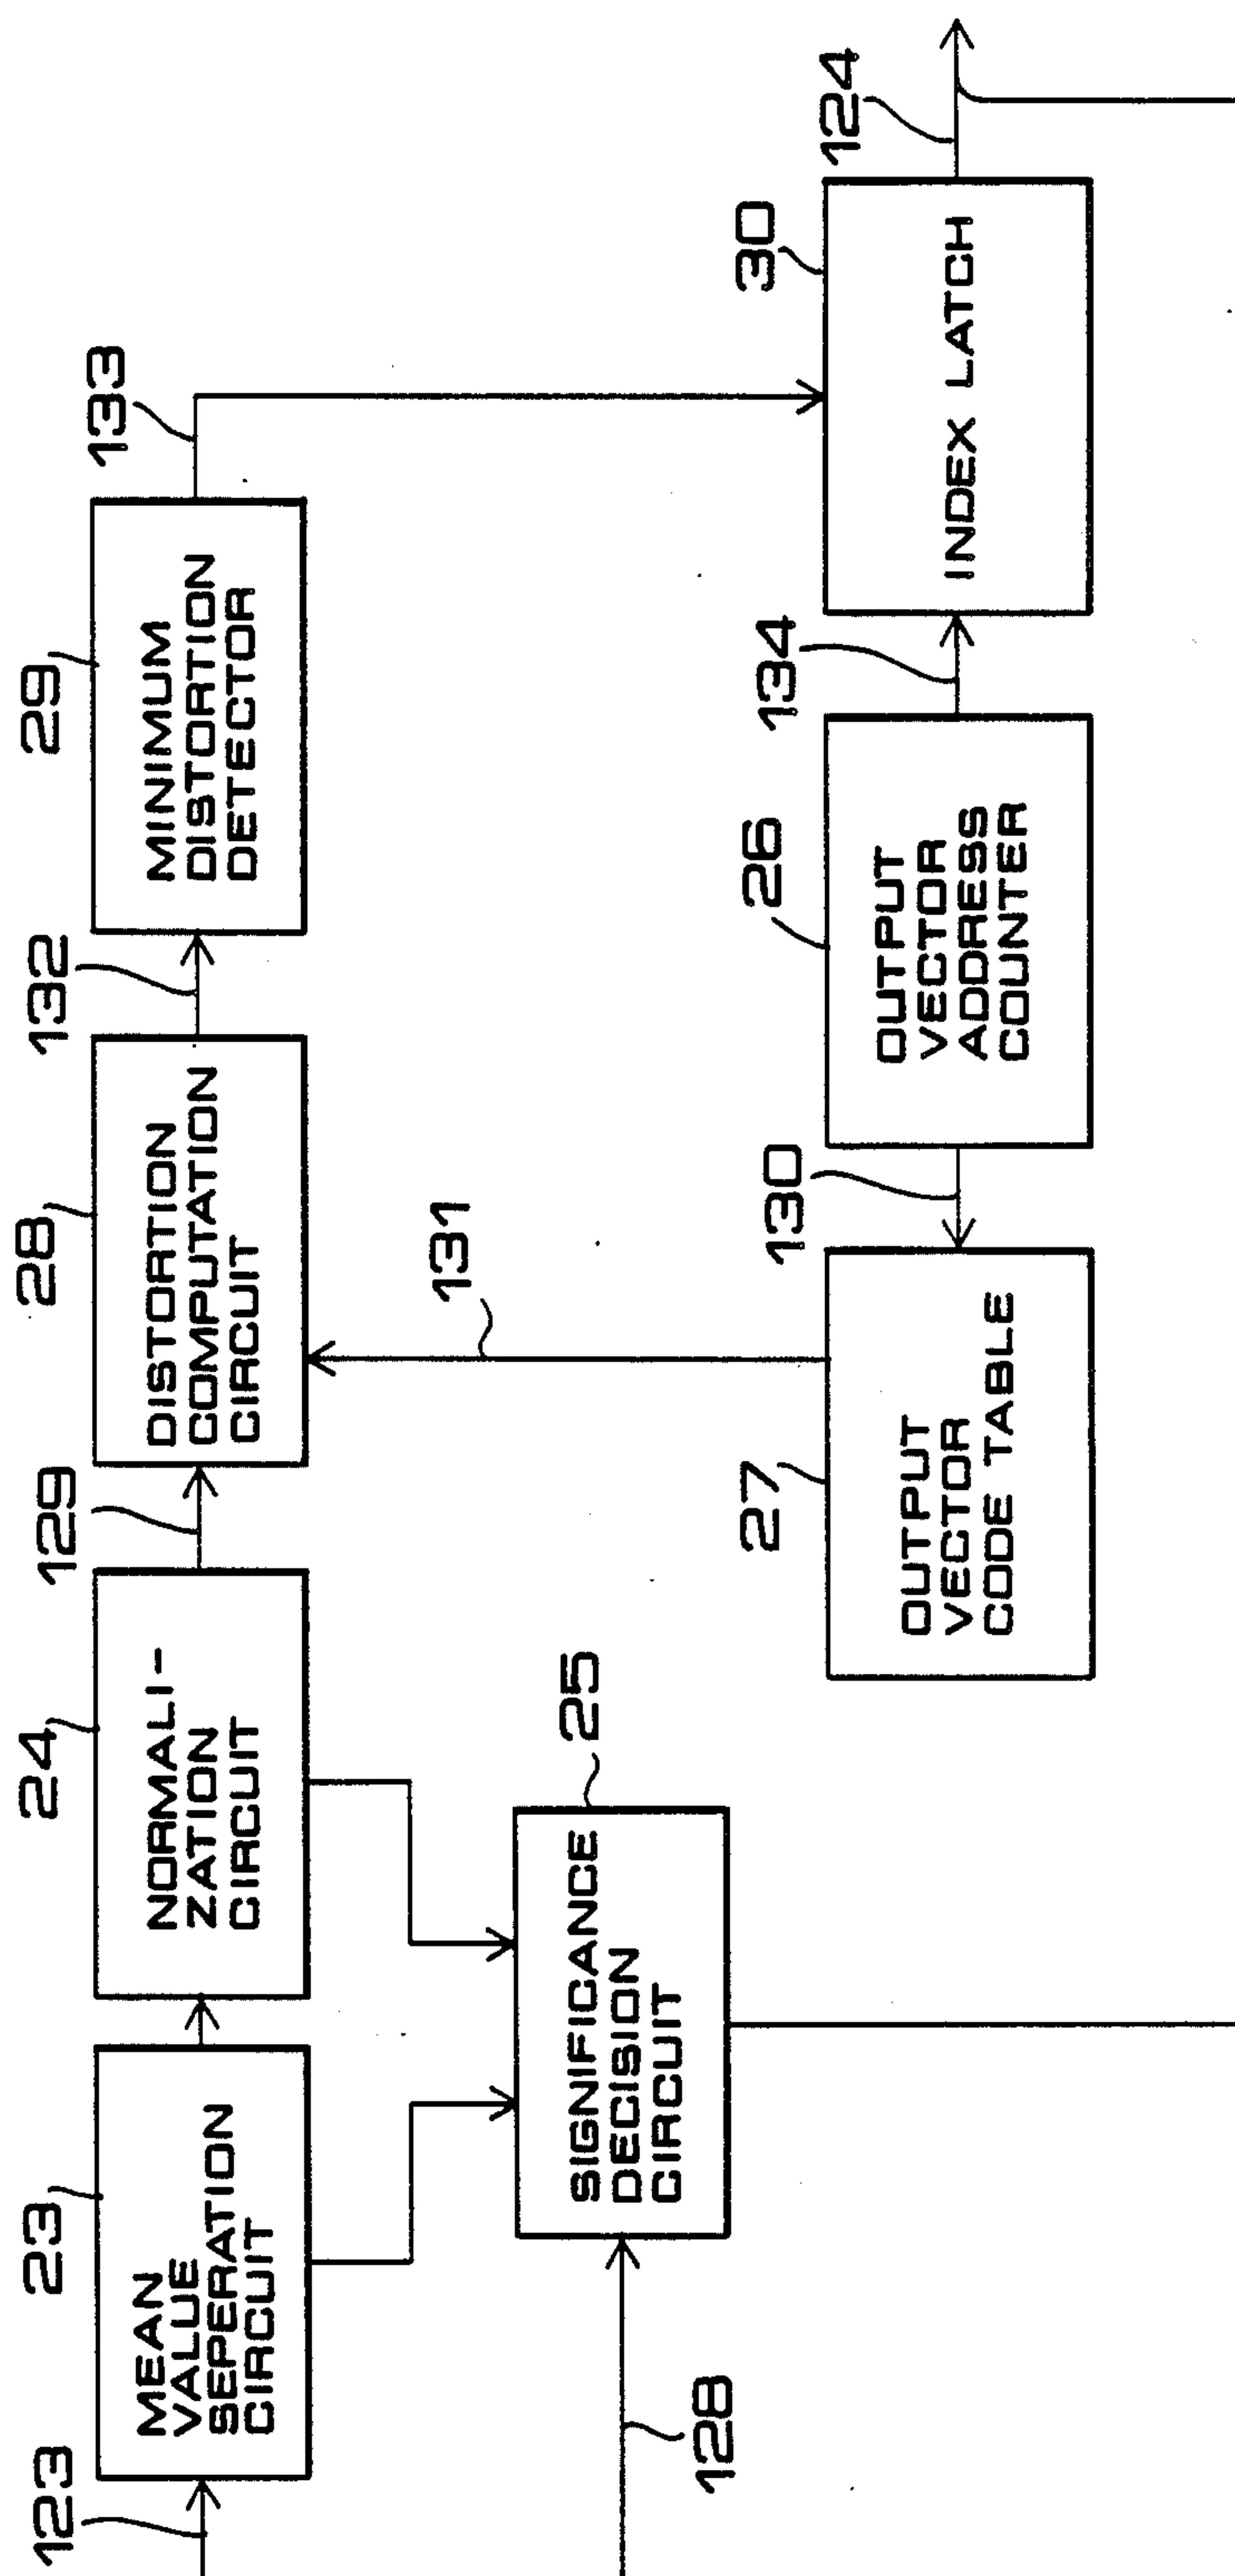 123
23
MEAN
VALUE
SEPERATION
CIRCUIT
24
NORMALI-
ZATION
CIRCUIT
129
28
DISTORTION
COMPUTATION
CIRCUIT
132
29
MINIMUM
DISTORTION
DETECTOR
133
128
25
SIGNIFICANCE
DECISION
CIRCUIT
131
27
OUTPUT
VECTOR
CODE TABLE
130
26
OUTPUT
VECTOR
ADDRESS
COUNTER
134
30
INDEX LATCH
124